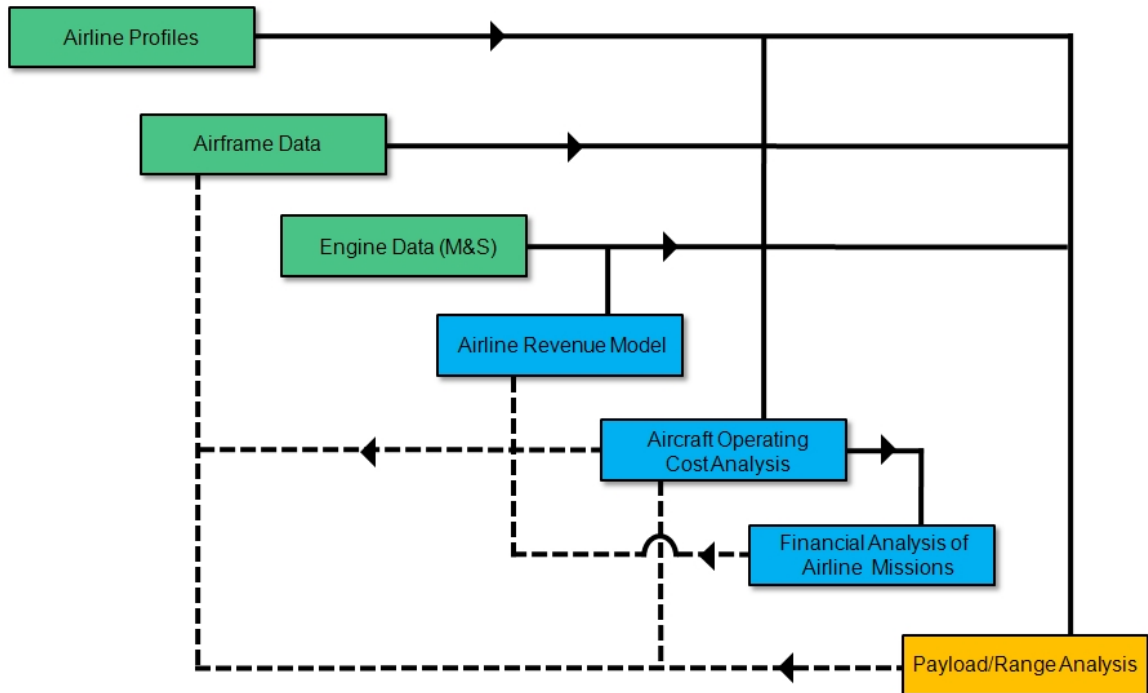 Airline Profiles
Airframe Data
Engine Data (M&S)
Airline Revenue Model
Aircraft Operating
Cost Analysis
Financial Analysis of
Airline Missions
Payload/Range Analysis